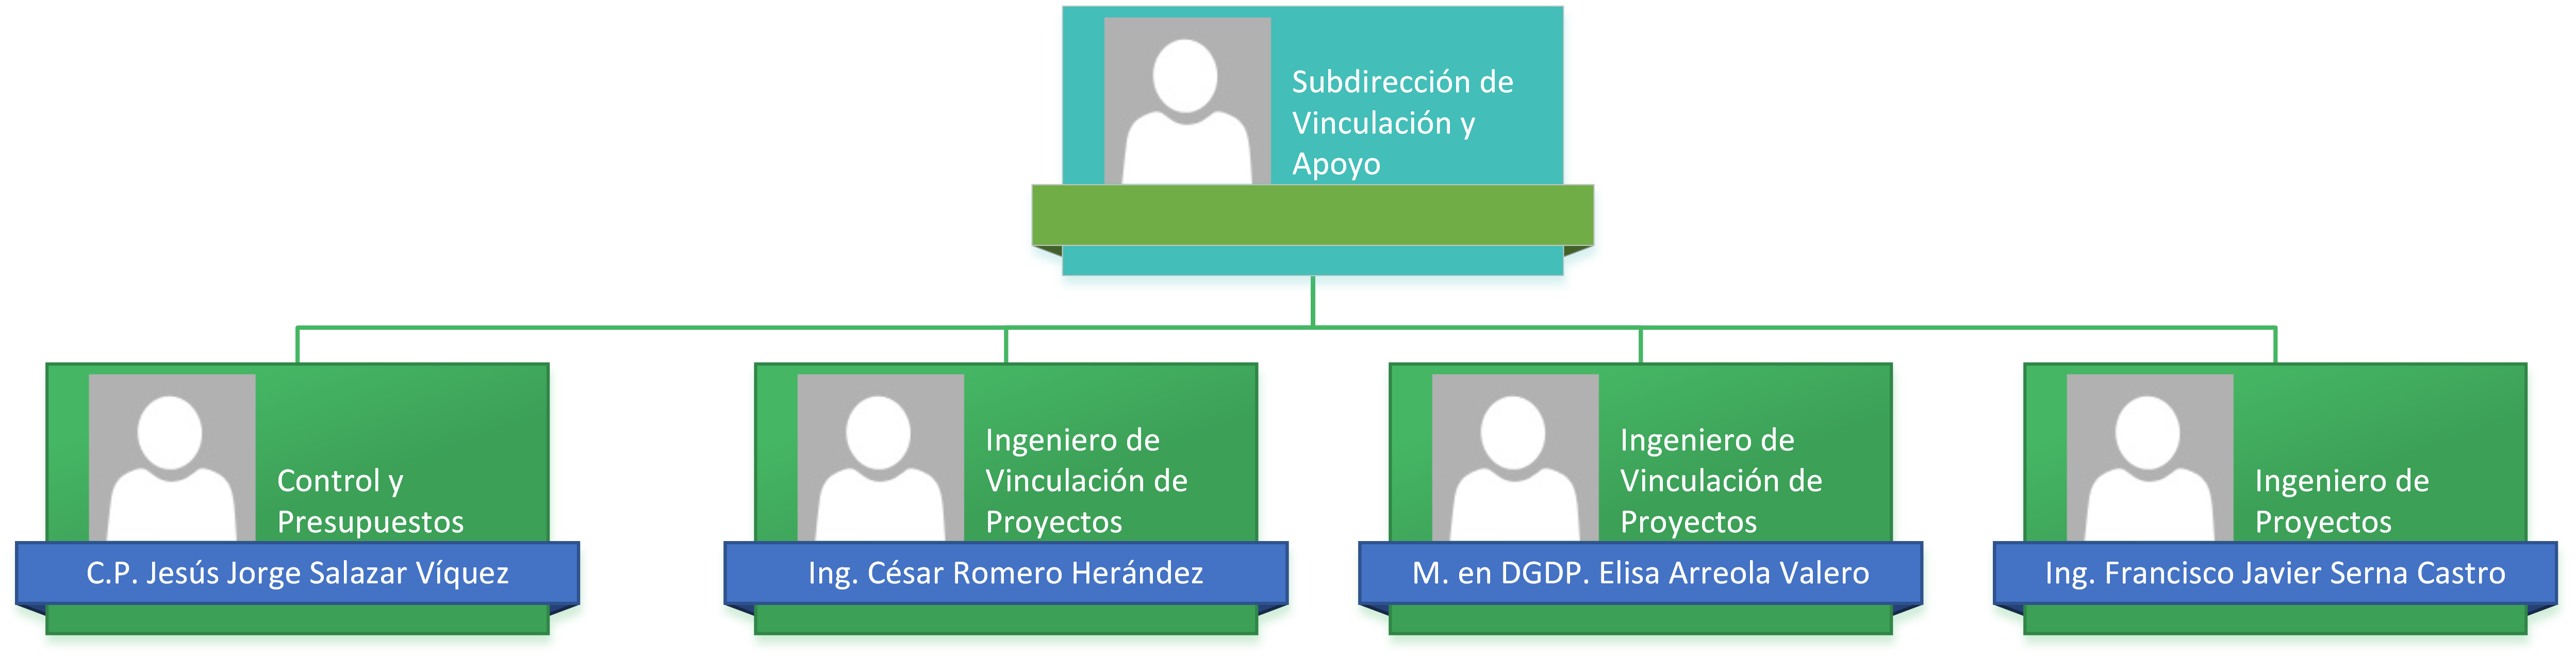 Subdirección de
Vinculación y
Apoyo
Control y
Presupuestos
C.P. Jesús Jorge Salazar Víquez
Ingeniero de
Vinculación de
Proyectos
Ing. César Romero Herández
Ingeniero de
Vinculación de
Proyectos
M. en DGDP. Elisa Arreola Valero
Ingeniero de
Proyectos
Ing. Francisco Javier Serna Castro